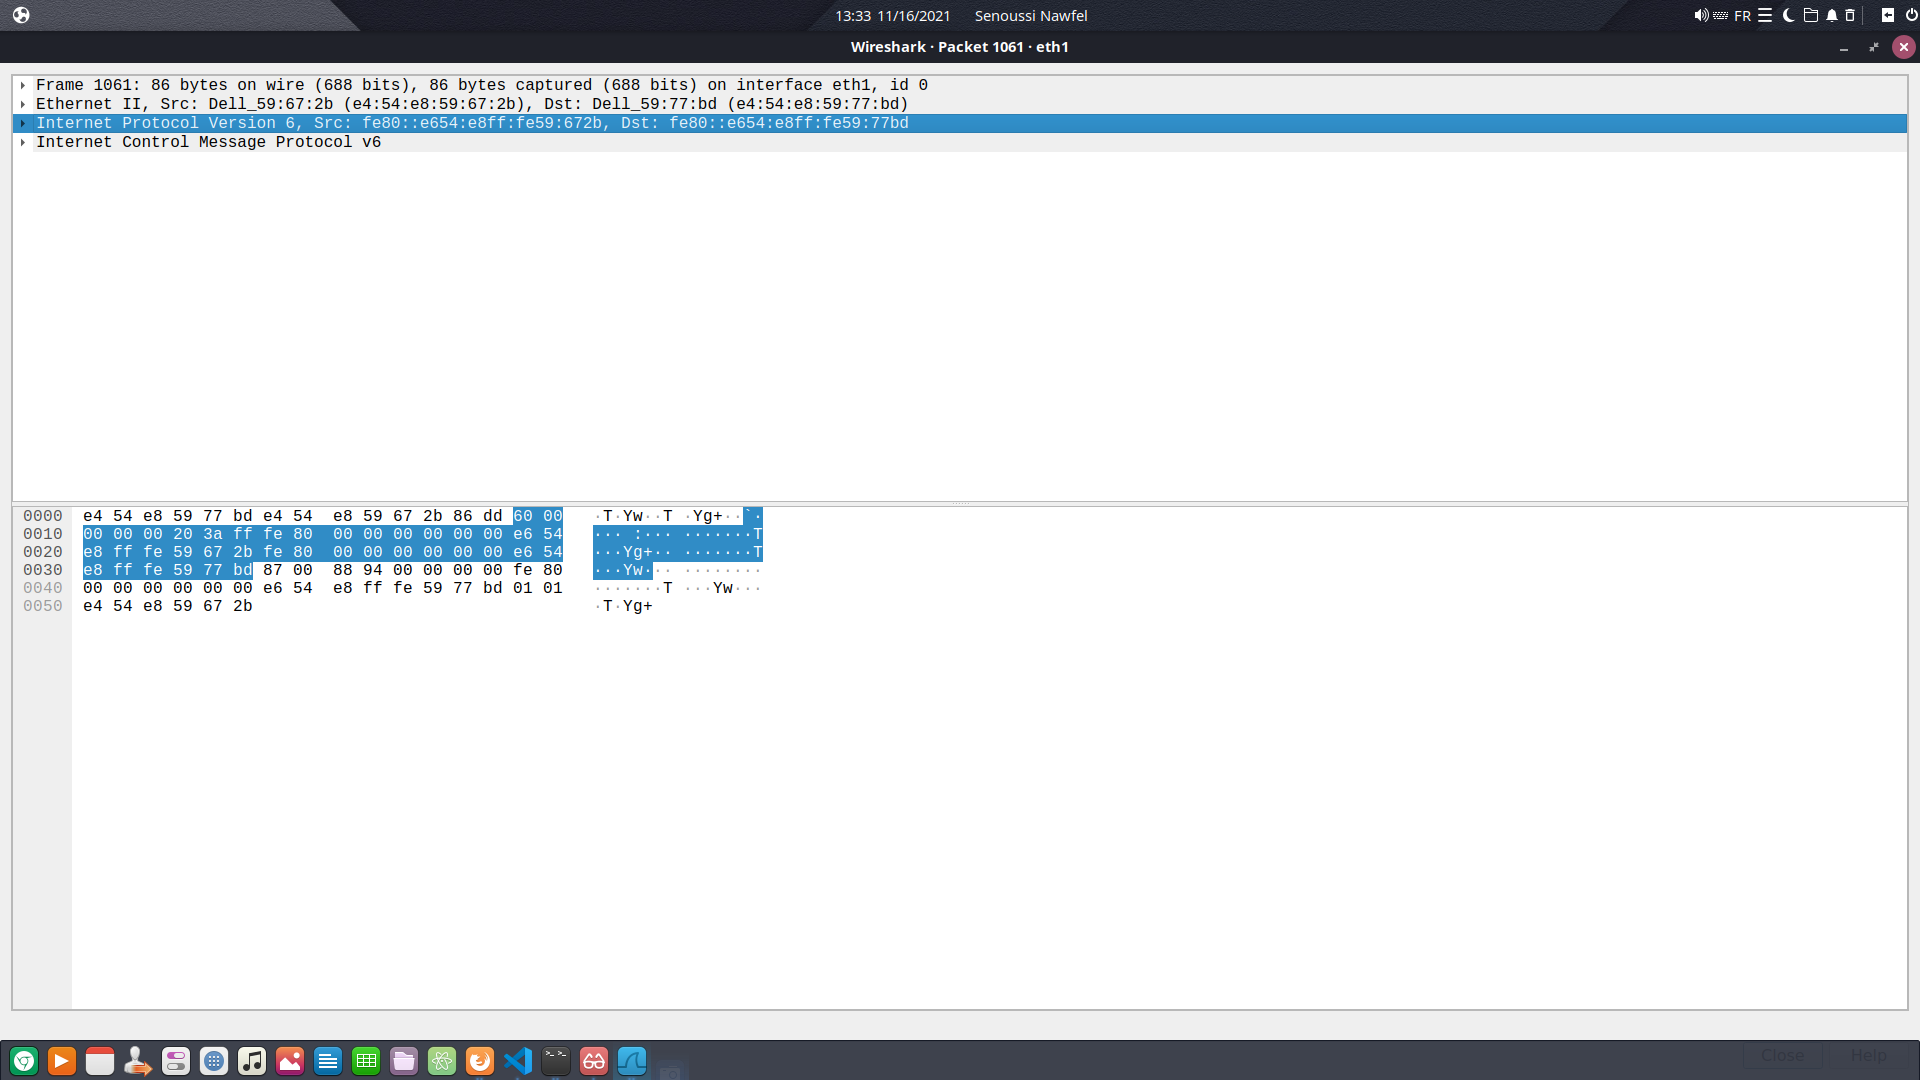 13:33 11/16/2021 Senoussi Nawfel FR
Wireshark · Packet 1061 · eth1
Frame 1061: 86 bytes on wire (688 bits), 86 bytes captured (688 bits) on interface eth1, id 0
Ethernet II, Src: Dell_59:67:2b (e4:54:e8:59:67:2b), Dst: Dell_59:77:bd (e4:54:e8:59:77:bd)
Internet Protocol Version 6, Src: fe80::e654:e8ff:fe59:672b, Dst: fe80::e654:e8ff:fe59:77bd
Internet Control Message Protocol v6
0000 e4 54 e8 59 77 bd e4 54 e8 59 67 2b 86 dd 60 00 ·T·Yw··T ·Yg+··`·
0010 00 00 00 20 3a ff fe 80 00 00 00 00 00 00 e6 54 ··· :··· ·······T
0020 e8 ff fe 59 67 2b fe 80 00 00 00 00 00 00 e6 54 ···Yg+·· ·······T
0030 e8 ff fe 59 77 bd 87 00 88 94 00 00 00 00 fe 80 ···Yw··· ········
0040 00 00 00 00 00 00 e6 54 e8 ff fe 59 77 bd 01 01 ·······T ···Yw···
0050 e4 54 e8 59 67 2b ·T·Yg+
Close Help